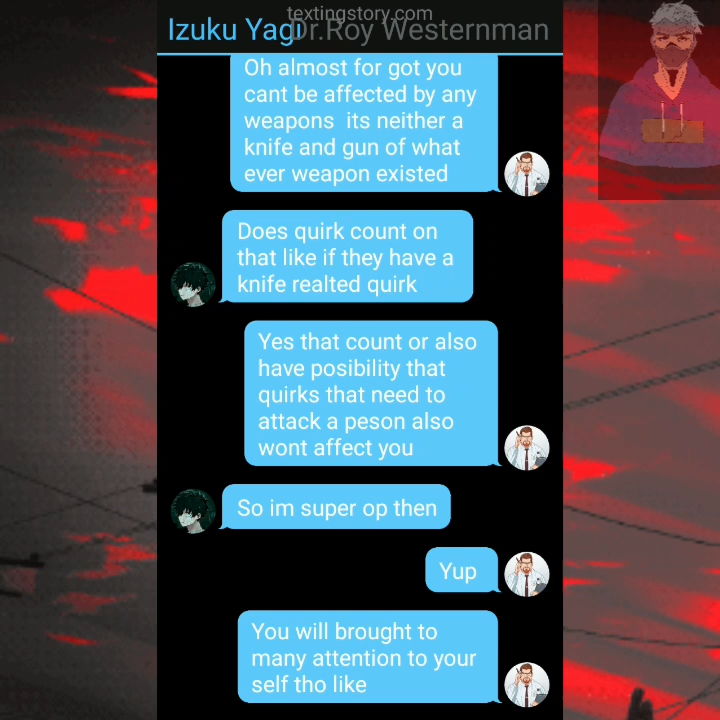 textingstory.com
Izuku Yagi Dr.Roy Westernman
Oh almost for got you
cant be affected by any
weapons its neither a
knife and gun of what
ever weapon existed
Does quirk count on
that like if they have a
knife realted quirk
Yes that count or also
have posibility that
quirks that need to
attack a peson also
wont affect you
So im super op then
Yup
You will brought to
many attention to your
self tho like